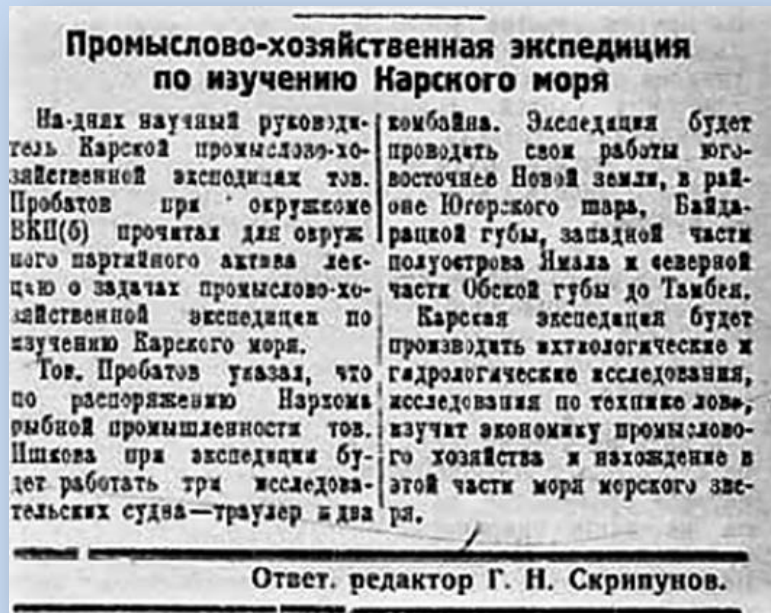 Промыслово-хозяйственная экспедиция
по изучению Карского моря
На-днях научный руководи-
тель Карской промыслово-хо-
зяйственной экспедиции тов.
Пробатов при окружкоме
ВКП(б) прочитал для окруж
ного партийного актива лек-
цию о задачах промыслово-хо-
зяйственной экспедиции по
изучению Карского моря.
Тов. Пробатов указал, что
по распоряжению Наркома
рыбной промышленности тов.
Ишкова при экспедиции бу-
дет работать три исследова-
тельских судна—траулер и два
комбайна. Экспедиция будет
проводить свои работы юго-
восточнее Новой земли, в рай-
оне Югорского шара, Байда-
рацкой губы, западной части
полуострова Ямала и северной
части Обской губы до Тамбея.
Карская экспедиция будет
производить ихтиологические и
гидрологические исследования,
исследования по технике лова,
изучит экономику промыслово-
го хозяйства и нахождение в
этой части моря морского зве-
ря.
Ответ. редактор Г. Н. Скрипунов.